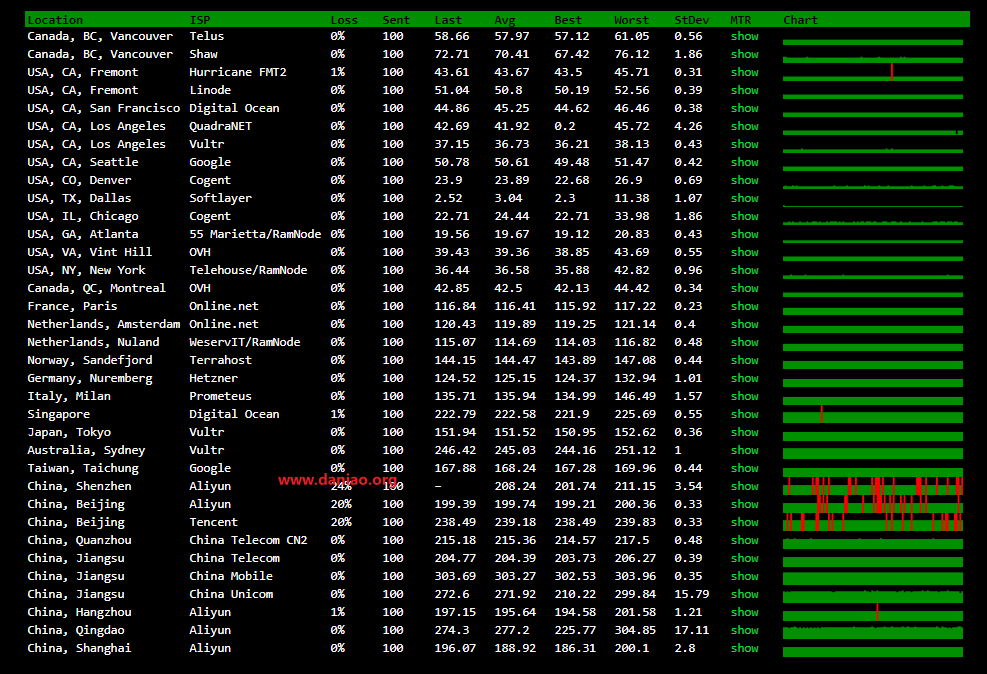 Location ISP Loss Sent Last Avg Best Worst StDev MTR Chart
Canada, BC, Vancouver Telus 0% 100 58.66 57.97 57.12 61.05 0.56 show
Canada, BC, Vancouver Shaw 0% 100 72.71 70.41 67.42 76.12 1.86 show
USA, CA, Fremont Hurricane FMT2 1% 100 43.61 43.67 43.5 45.71 0.31 show
USA, CA, Fremont Linode 0% 100 51.04 50.8 50.19 52.56 0.39 show
USA, CA, San Francisco Digital Ocean 0% 100 44.86 45.25 44.62 46.46 0.38 show
USA, CA, Los Angeles QuadraNET 0% 100 42.69 41.92 0.2 45.72 4.26 show
USA, CA, Los Angeles Vultr 0% 100 37.15 36.73 36.21 38.13 0.43 show
USA, CA, Seattle Google 0% 100 50.78 50.61 49.48 51.47 0.42 show
USA, CO, Denver Cogent 0% 100 23.9 23.89 22.68 26.9 0.69 show
USA, TX, Dallas Softlayer 0% 100 2.52 3.04 2.3 11.38 1.07 show
USA, IL, Chicago Cogent 0% 100 22.71 24.44 22.71 33.98 1.86 show
USA, GA, Atlanta 55 Marietta/RamNode 0% 100 19.56 19.67 19.12 20.83 0.43 show
USA, VA, Vint Hill OVH 0% 100 39.43 39.36 38.85 43.69 0.55 show
USA, NY, New York Telehouse/RamNode 0% 100 36.44 36.58 35.88 42.82 0.96 show
Canada, QC, Montreal OVH 0% 100 42.85 42.5 42.13 44.42 0.34 show
France, Paris Online.net 0% 100 116.84 116.41 115.92 117.22 0.23 show
Netherlands, Amsterdam Online.net 0% 100 120.43 119.89 119.25 121.14 0.4 show
Netherlands, Nuland WeservIT/RamNode 0% 100 115.07 114.69 114.03 116.82 0.48 show
Norway, Sandefjord Terrahost 0% 100 144.15 144.47 143.89 147.08 0.44 show
Germany, Nuremberg Hetzner 0% 100 124.52 125.15 124.37 132.94 1.01 show
Italy, Milan Prometeus 0% 100 135.71 135.94 134.99 146.49 1.57 show
Singapore Digital Ocean 1% 100 222.79 222.58 221.9 225.69 0.55 show
Japan, Tokyo Vultr 0% 100 151.94 151.52 150.95 152.62 0.36 show
Australia, Sydney Vultr 0% 100 246.42 245.03 244.16 251.12 1 show
Taiwan, Taichung Google 0% 100 167.88 168.24 167.28 169.96 0.44 show
www.daniao.org
China, Shenzhen Aliyun 24% 100 – 208.24 201.74 211.15 3.54 show
China, Beijing Aliyun 20% 100 199.39 199.74 199.21 200.36 0.33 show
China, Beijing Tencent 20% 100 238.49 239.18 238.49 239.83 0.33 show
China, Quanzhou China Telecom CN2 0% 100 215.18 215.36 214.57 217.5 0.48 show
China, Jiangsu China Telecom 0% 100 204.77 204.39 203.73 206.27 0.39 show
China, Jiangsu China Mobile 0% 100 303.69 303.27 302.53 303.96 0.35 show
China, Jiangsu China Unicom 0% 100 272.6 271.92 210.22 299.84 15.79 show
China, Hangzhou Aliyun 1% 100 197.15 195.64 194.58 201.58 1.21 show
China, Qingdao Aliyun 0% 100 274.3 277.2 225.77 304.85 17.11 show
China, Shanghai Aliyun 0% 100 196.07 188.92 186.31 200.1 2.8 show